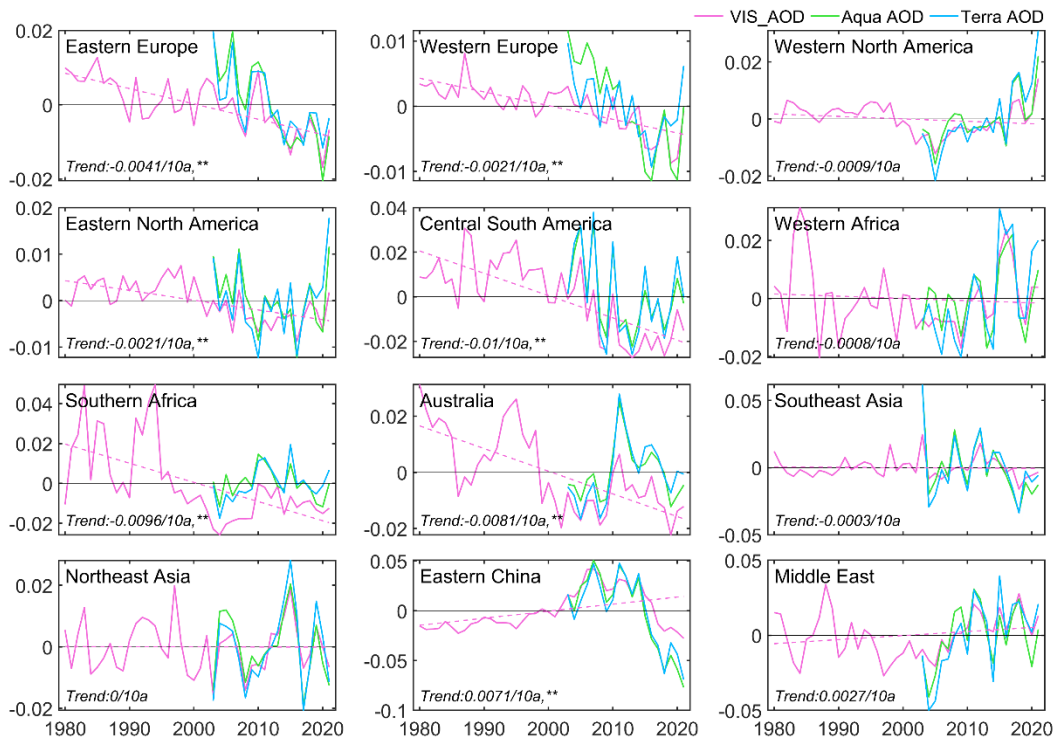 VIS_AOD Aqua AOD Terra AOD
0.02
0
-0.02
Eastern Europe
Trend:-0.0041/10a,**
0.01
0
-0.01
Western Europe
Trend:-0.0021/10a,**
0.02
0
-0.02
Western North America
Trend:-0.0009/10a
0.02
0.01
0
-0.01
Eastern North America
Trend:-0.0021/10a,**
0.04
0.02
0
-0.02
Central South America
Trend:-0.01/10a,**
0.02
0
-0.02
Western Africa
Trend:-0.0008/10a
0.04
0.02
0
-0.02
Southern Africa
Trend:-0.0096/10a,**
0.02
0
-0.02
Australia
Trend:-0.0081/10a,**
0.05
0
-0.05
Southeast Asia
Trend:-0.0003/10a
0.02
0
-0.02
Northeast Asia
Trend:0/10a
1980 1990 2000 2010 2020
0.05
0
-0.05
-0.1
Eastern China
Trend:0.0071/10a,**
1980 1990 2000 2010 2020
0.05
0
-0.05
Middle East
Trend:0.0027/10a
1980 1990 2000 2010 2020